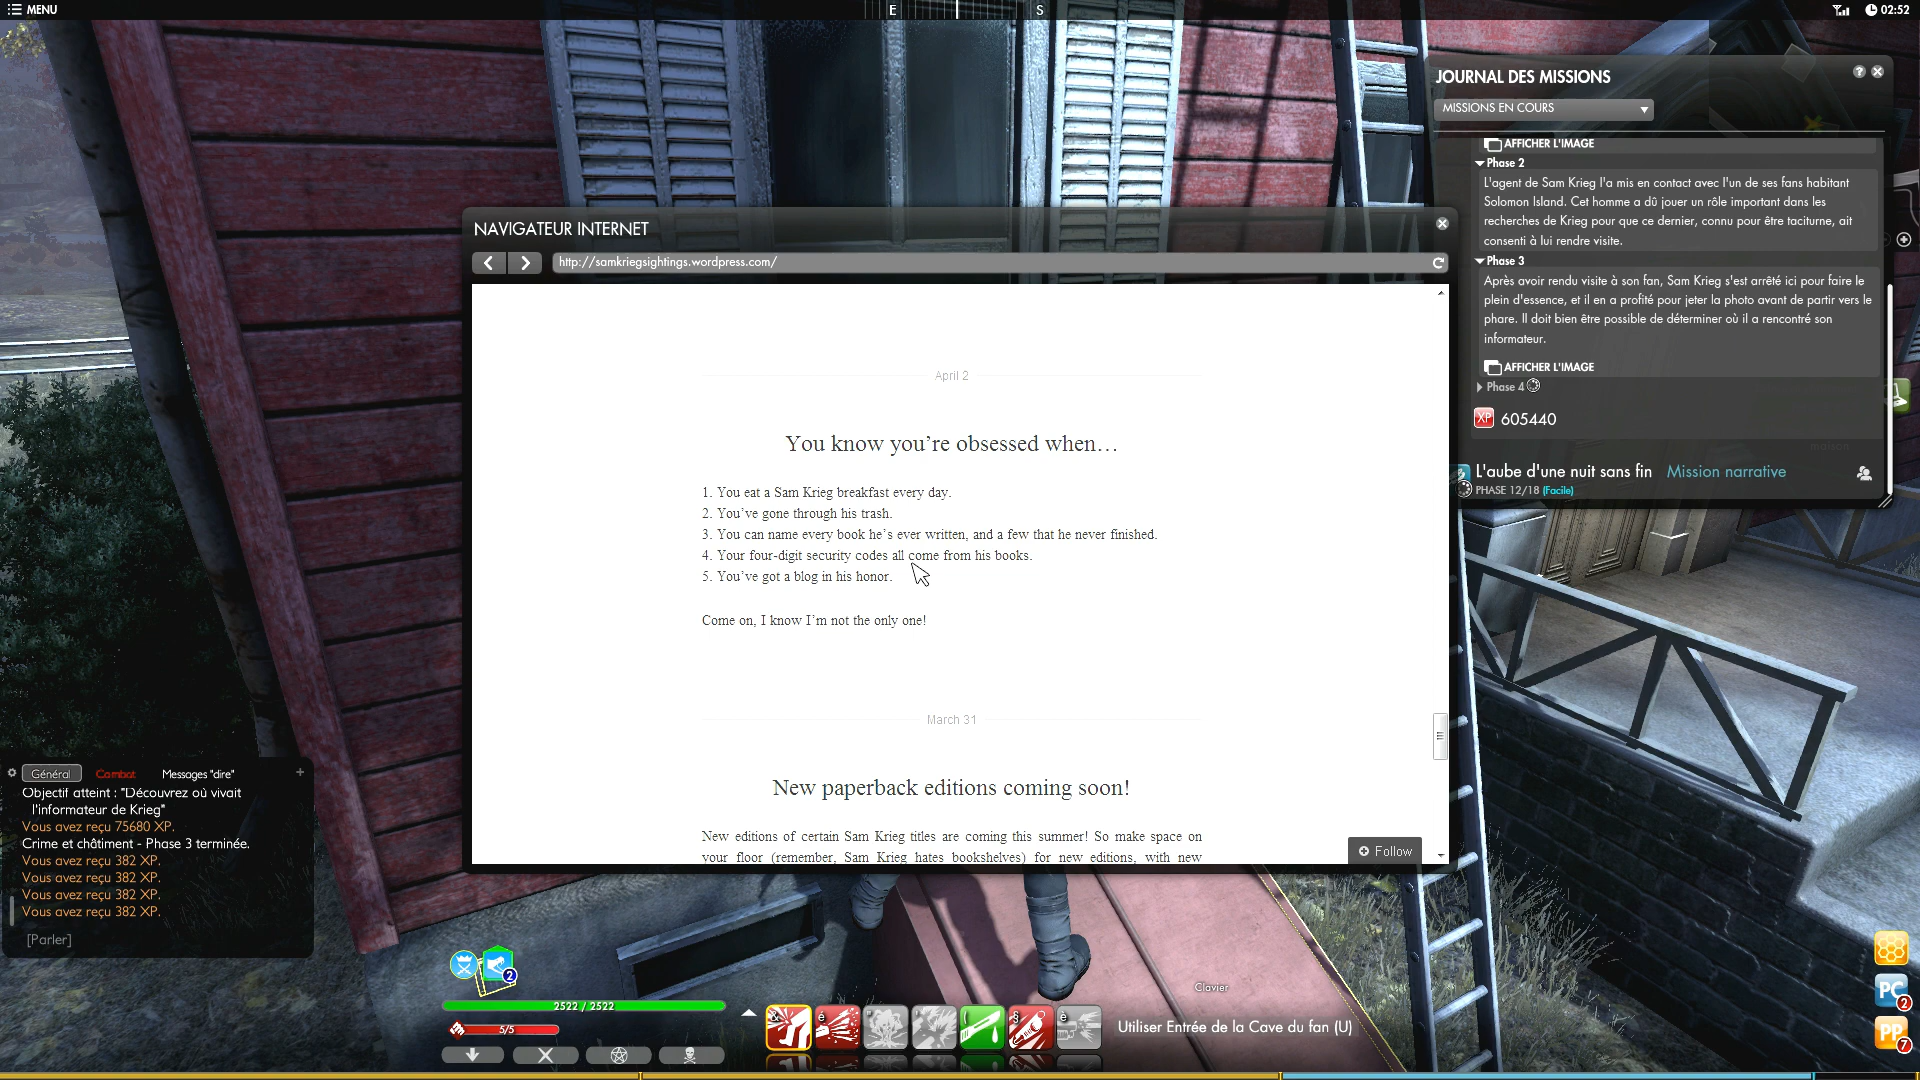 MENU
E
S
02:52
JOURNAL DES MISSIONS
MISSIONS EN COURS
AFFICHER L'IMAGE
Phase 2
L'agent de Sam Krieg l'a mis en contact avec l'un de ses fans habitant
Solomon Island. Cet homme a dû jouer un rôle important dans les
recherches de Krieg pour que ce dernier, connu pour être taciturne, ait
consenti à lui rendre visite.
Phase 3
Après avoir rendu visite à son fan, Sam Krieg s'est arrêté ici pour faire le
plein d'essence, et il en a profité pour jeter la photo avant de partir vers le
phare. Il doit bien être possible de déterminer où il a rencontré son
informateur.
AFFICHER L'IMAGE
Phase 4
XP 605440
L'aube d'une nuit sans fin Mission narrative
PHASE 12/18 (Facile)
NAVIGATEUR INTERNET
http://samkriegsightings.wordpress.com/
April 2
You know you're obsessed when…
1. You eat a Sam Krieg breakfast every day.
2. You've gone through his trash.
3. You can name every book he's ever written, and a few that he never finished.
4. Your four-digit security codes all come from his books.
5. You've got a blog in his honor.
Come on, I know I'm not the only one!
March 31
New paperback editions coming soon!
New editions of certain Sam Krieg titles are coming this summer! So make space on
your floor (remember, Sam Krieg hates bookshelves) for new editions, with new
Follow
Général Combat Messages "dire"
Objectif atteint : "Découvrez où vivait
l'informateur de Krieg"
Vous avez reçu 75680 XP.
Crime et châtiment - Phase 3 terminée.
Vous avez reçu 382 XP.
Vous avez reçu 382 XP.
Vous avez reçu 382 XP.
Vous avez reçu 382 XP.
[Parler]
2
2522 / 2522
5/5
& é " ' ( § è
Clavier
Utiliser Entrée de la Cave du fan (U)
PC 2
PP 7